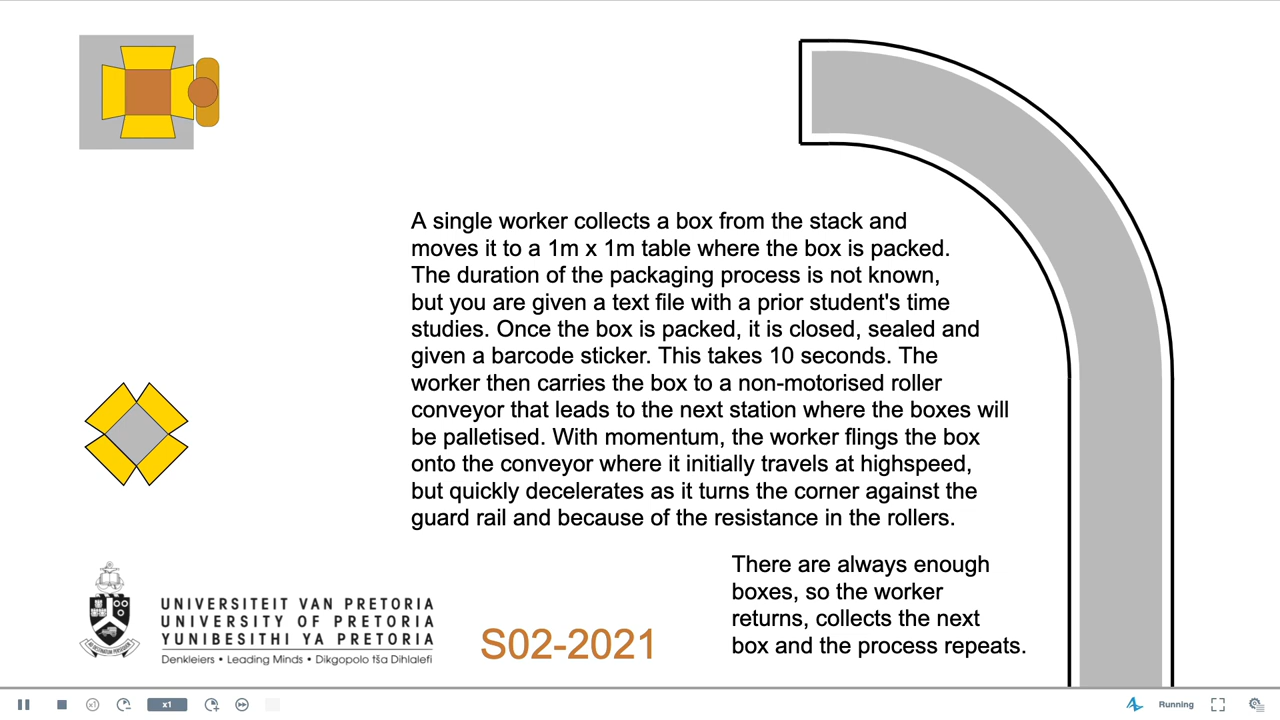 A single worker collects a box from the stack and
moves it to a 1m x 1m table where the box is packed.
The duration of the packaging process is not known,
but you are given a text file with a prior student's time
studies. Once the box is packed, it is closed, sealed and
given a barcode sticker. This takes 10 seconds. The
worker then carries the box to a non-motorised roller
conveyor that leads to the next station where the boxes will
be palletised. With momentum, the worker flings the box
onto the conveyor where it initially travels at highspeed,
but quickly decelerates as it turns the corner against the
guard rail and because of the resistance in the rollers.
There are always enough
boxes, so the worker
returns, collects the next
box and the process repeats.
UNIVERSITEIT VAN PRETORIA
UNIVERSITY OF PRETORIA
YUNIBESITHI YA PRETORIA
Denkleiers • Leading Minds • Dikgopolo tša Dihlalefi
S02-2021
x1
x1
Running